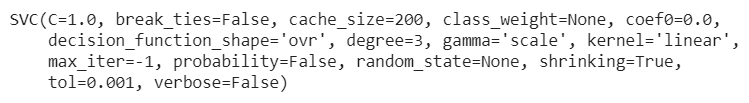 SVC(C=1.0, break_ties=False, cache_size=200, class_weight=None, coef0=0.0,
    decision_function_shape='ovr', degree=3, gamma='scale', kernel='linear',
    max_iter=-1, probability=False, random_state=None, shrinking=True,
    tol=0.001, verbose=False)